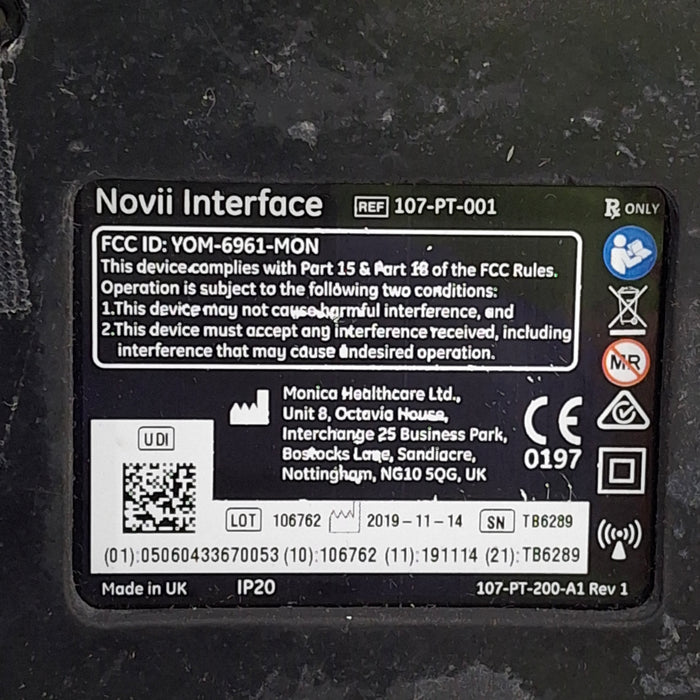 Novii Interface REF 107-PT-001 Rx ONLY
FCC ID: YOM-6961-MON
This device complies with Part 15 & Part 18 of the FCC Rules.
Operation is subject to the following two conditions:
1.This device may not cause harmful interference, and
2.This device must accept any interference received, including
interference that may cause undesired operation.
MR
Monica Healthcare Ltd.,
Unit 8, Octavia House,
Interchange 25 Business Park,
Bostocks Lane, Sandiacre,
Nottingham, NG10 5QG, UK
CE
0197
UDI
LOT 106762 2019-11-14 SN TB6289
(01):05060433670053 (10):106762 (11):191114 (21):TB6289
Made in UK IP20 107-PT-200-A1 Rev 1